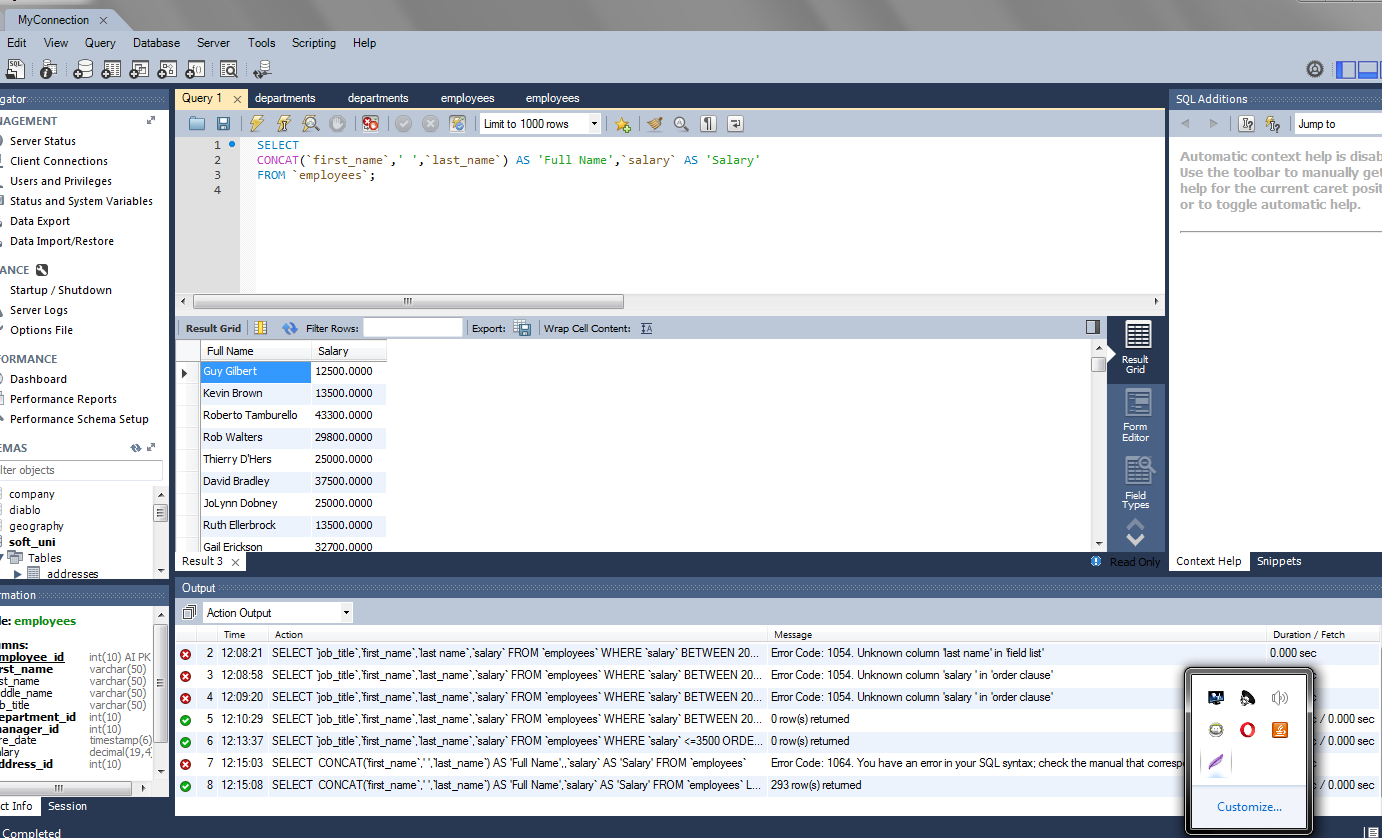 MyConnection ×
Edit View Query Database Server Tools Scripting Help
SQL
gator
NAGEMENT
Server Status
Client Connections
Users and Privileges
Status and System Variables
Data Export
Data Import/Restore
ANCE
Startup / Shutdown
Server Logs
Options File
FORMANCE
Dashboard
Performance Reports
Performance Schema Setup
EMAS
lter objects
company
diablo
geography
soft_uni
Tables
addresses
rmation
le: employees
mns:
mployee_id int(10) AI PK
rst_name varchar(50)
st_name varchar(50)
ddle_name varchar(50)
b_title varchar(50)
epartment_id int(10)
anager_id int(10)
re_date timestamp(6)
lary decimal(19,4)
ddress_id int(10)
ct Info Session
Completed
Query 1 × departments departments employees employees
Limit to 1000 rows
1 SELECT
2 CONCAT(`first_name`,' ',`last_name`) AS 'Full Name',`salary` AS 'Salary'
3 FROM `employees`;
4
Result Grid Filter Rows: Export: Wrap Cell Content: IA
Full Name Salary
Guy Gilbert 12500.0000
Kevin Brown 13500.0000
Roberto Tamburello 43300.0000
Rob Walters 29800.0000
Thierry D'Hers 25000.0000
David Bradley 37500.0000
JoLynn Dobney 25000.0000
Ruth Ellerbrock 13500.0000
Gail Erickson 32700.0000
Result
Grid
Form
Editor
Field
Types
Result 3 × Read Only
SQL Additions
Jump to
Automatic context help is disab
Use the toolbar to manually get
help for the current caret posit
or to toggle automatic help.
Context Help Snippets
Output
Action Output
Time Action Message Duration / Fetch
2 12:08:21 SELECT `job_title`,`first_name`,`last name`,`salary` FROM `employees` WHERE `salary` BETWEEN 20... Error Code: 1054. Unknown column 'last name' in 'field list' 0.000 sec
3 12:08:58 SELECT `job_title`,`first_name`,`last_name`,`salary` FROM `employees` WHERE `salary` BETWEEN 20... Error Code: 1054. Unknown column 'salary ' in 'order clause'
4 12:09:20 SELECT `job_title`,`first_name`,`last_name`,`salary` FROM `employees` WHERE `salary` BETWEEN 20... Error Code: 1054. Unknown column 'salary ' in 'order clause'
5 12:10:29 SELECT `job_title`,`first_name`,`last_name`,`salary` FROM `employees` WHERE `salary` BETWEEN 20... 0 row(s) returned / 0.000 sec
6 12:13:37 SELECT `job_title`,`first_name`,`last_name`,`salary` FROM `employees` WHERE `salary` <=3500 ORDE... 0 row(s) returned / 0.000 sec
7 12:15:03 SELECT CONCAT(`first_name`,' ',`last_name`) AS 'Full Name',,`salary` AS 'Salary' FROM `employees` Error Code: 1064. You have an error in your SQL syntax; check the manual that correspo
8 12:15:08 SELECT CONCAT(`first_name`,' ',`last_name`) AS 'Full Name',`salary` AS 'Salary' FROM `employees` L... 293 row(s) returned / 0.000 sec
Customize...